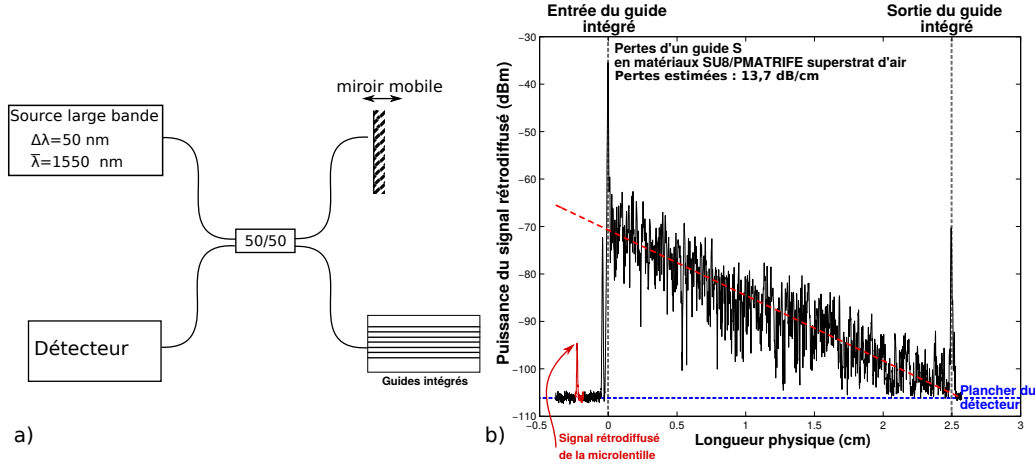 Source large bande
Δλ=50 nm
λ̅=1550 nm
miroir mobile
50/50
Détecteur
Guides intégrés
a)
Entrée du guide
intégré
Sortie du guide
intégré
Pertes d'un guide S
en matériaux SU8/PMATRIFE superstrat d'air
Pertes estimées : 13,7 dB/cm
Puissance du signal rétrodiffusé (dBm)
−30
−40
−50
−60
−70
−80
−90
−100
−110
Plancher du
détecteur
−0.5
0
0.5
1
1.5
2
2.5
3
Longueur physique (cm)
Signal rétrodiffusé
de la microlentille
b)